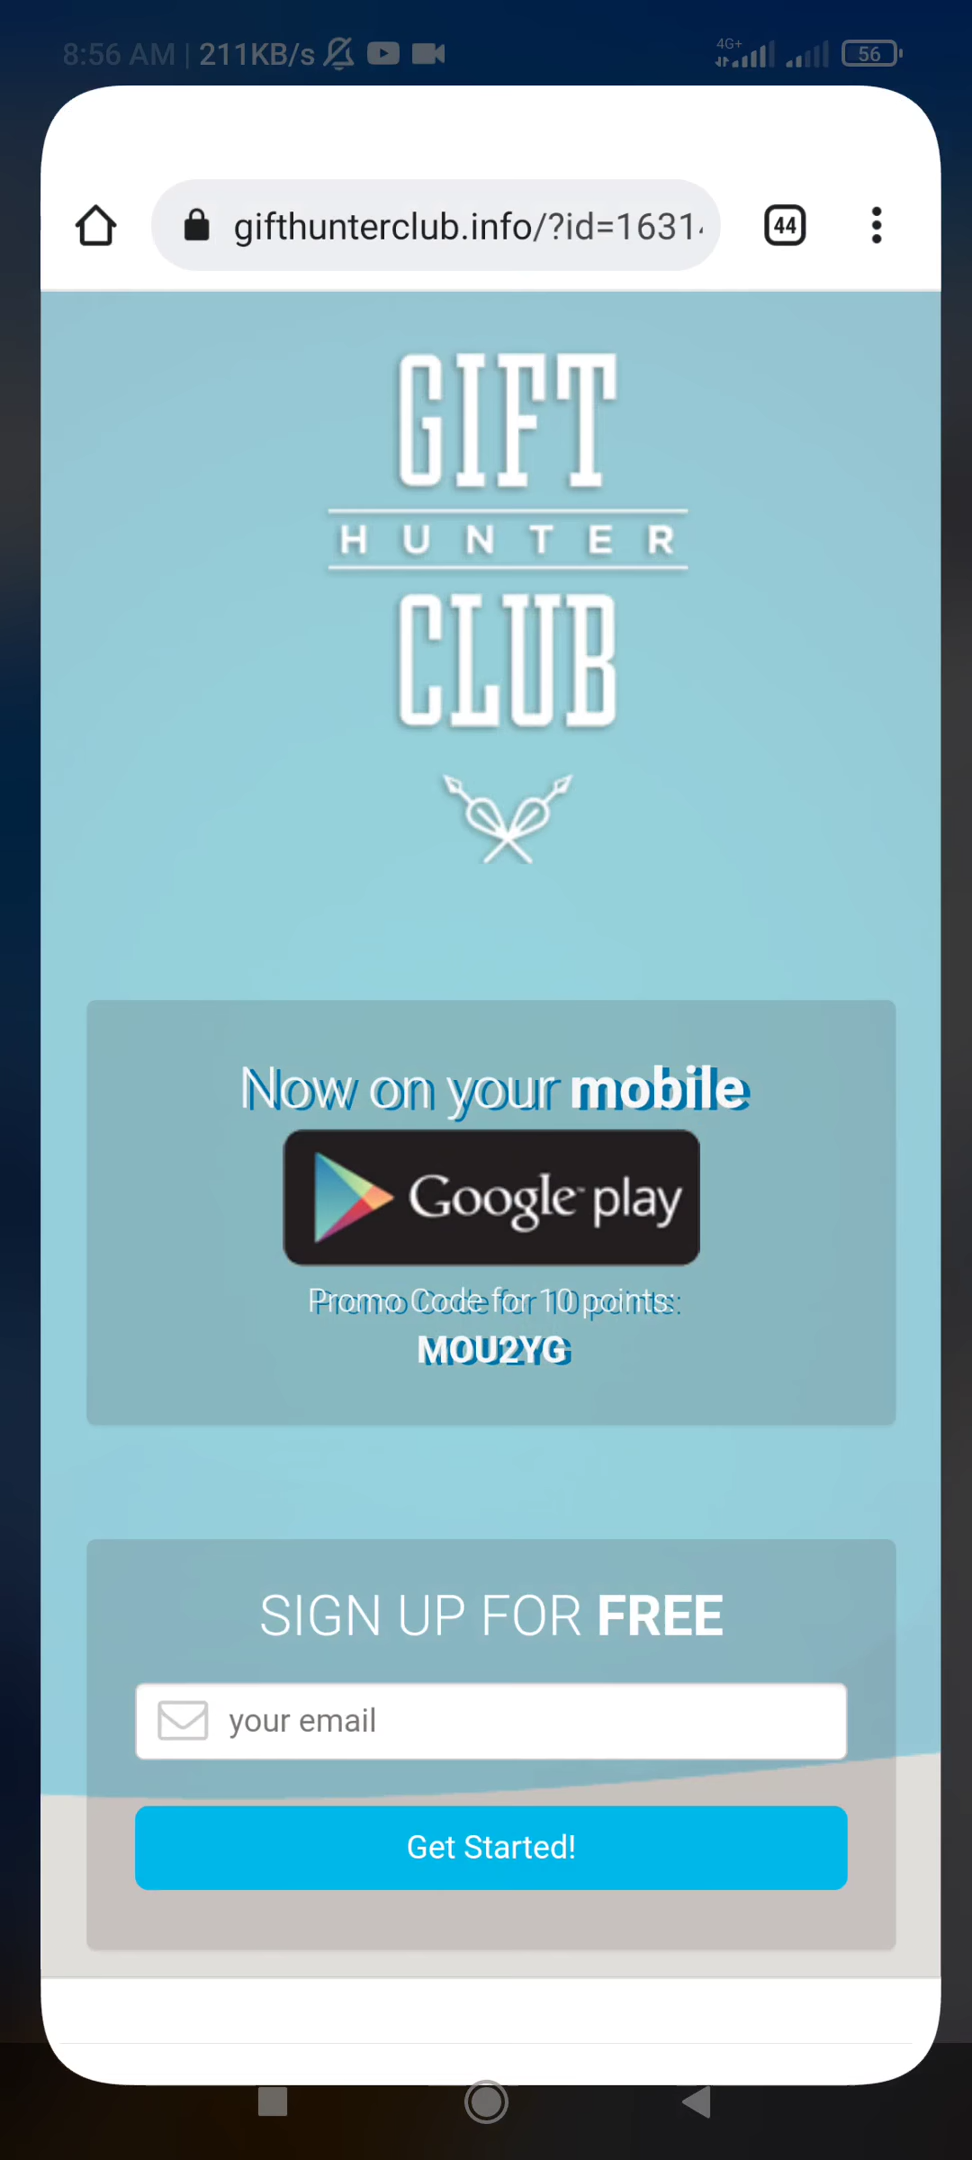 8:56 AM | 211KB/s
4G+
56
gifthunterclub.info/?id=1631
44
GIFT
HUNTER
CLUB
Now on your mobile
Google play
Promo Code for 10 points:
MOU2YG
SIGN UP FOR FREE
your email
Get Started!